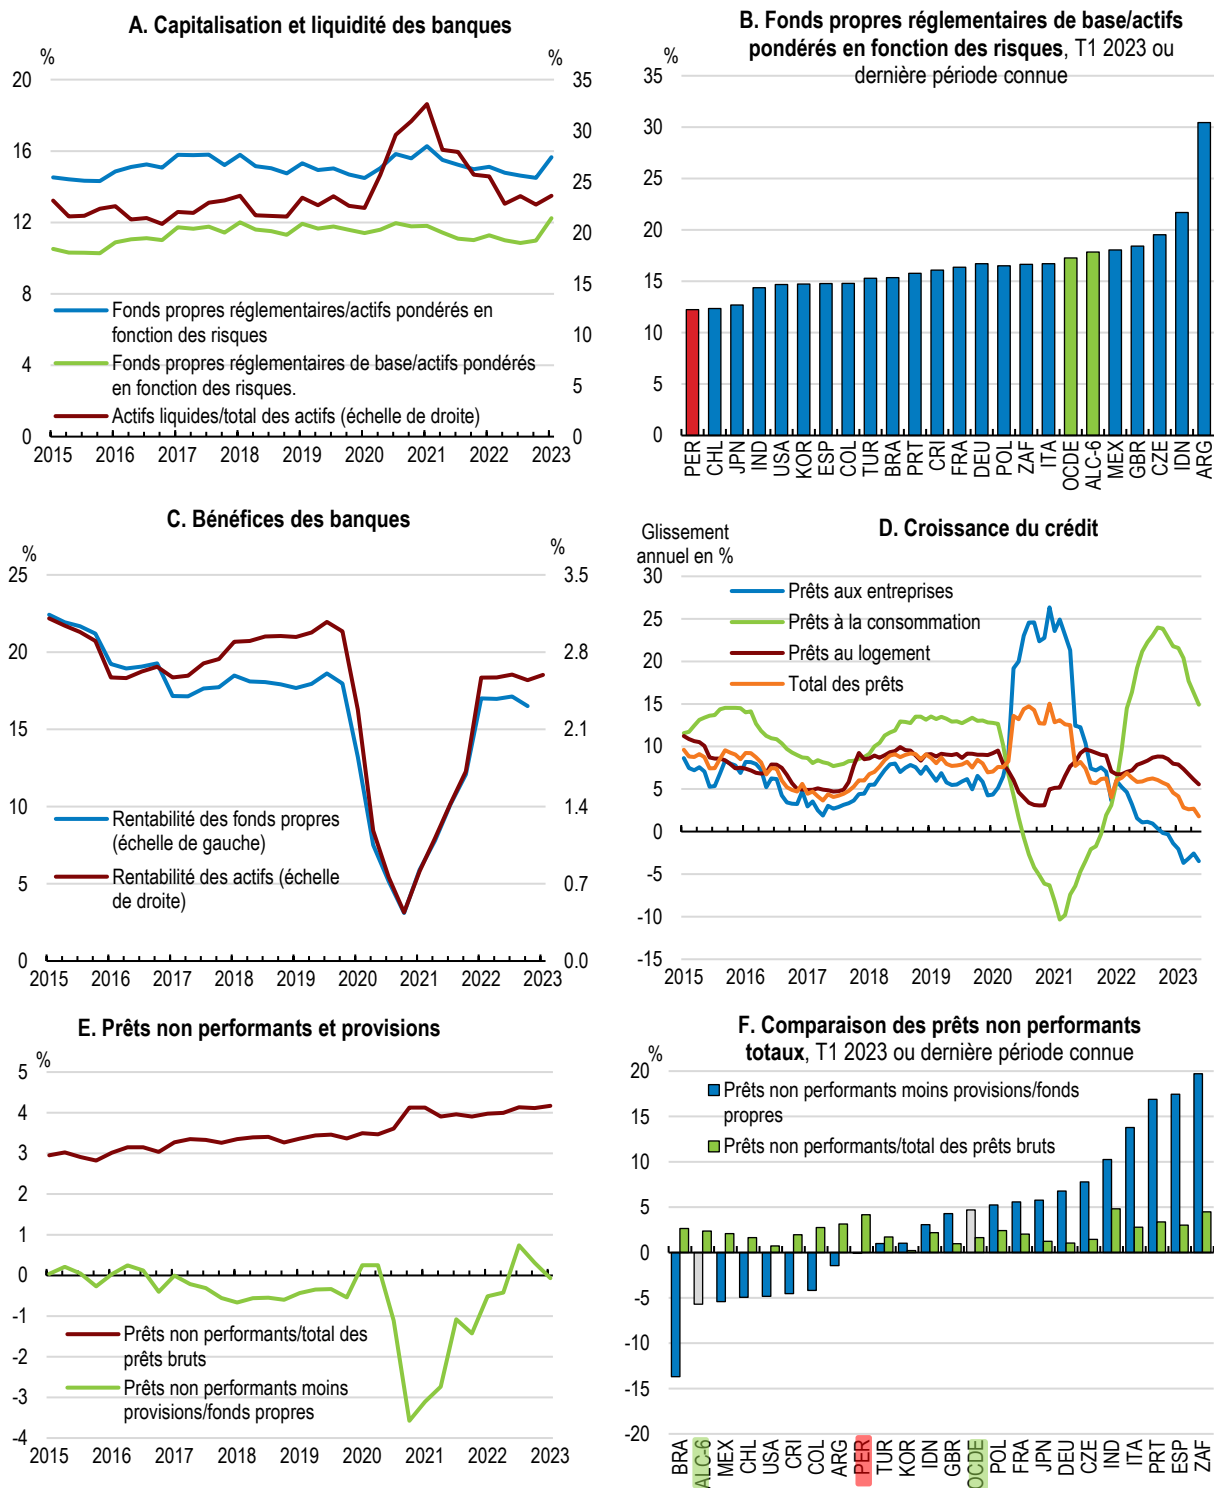 A. Capitalisation et liquidité des banques
%
%
20
16
12
8
4
0
35
30
25
20
15
10
5
0
Fonds propres réglementaires/actifs pondérés en
fonction des risques
Fonds propres réglementaires de base/actifs pondérés
en fonction des risques.
Actifs liquides/total des actifs (échelle de droite)
2015 2016 2017 2018 2019 2020 2021 2022 2023
B. Fonds propres réglementaires de base/actifs
pondérés en fonction des risques, T1 2023 ou
dernière période connue
%
35
30
25
20
15
10
5
0
PER CHL JPN IND USA KOR ESP COL TUR BRA PRT CRI FRA DEU POL ZAF ITA OCDE ALC-6 MEX GBR CZE IDN ARG
C. Bénéfices des banques
%
%
25
20
15
10
5
0
3.5
2.8
2.1
1.4
0.7
0.0
Rentabilité des fonds propres
(échelle de gauche)
Rentabilité des actifs (échelle
de droite)
2015 2016 2017 2018 2019 2020 2021 2022 2023
D. Croissance du crédit
Glissement
annuel en %
30
25
20
15
10
5
0
-5
-10
-15
Prêts aux entreprises
Prêts à la consommation
Prêts au logement
Total des prêts
2015 2016 2017 2018 2019 2020 2021 2022 2023
E. Prêts non performants et provisions
%
5
4
3
2
1
0
-1
-2
-3
-4
Prêts non performants/total des
prêts bruts
Prêts non performants moins
provisions/fonds propres
2015 2016 2017 2018 2019 2020 2021 2022 2023
F. Comparaison des prêts non performants
totaux, T1 2023 ou dernière période connue
%
20
15
10
5
0
-5
-10
-15
-20
Prêts non performants moins provisions/fonds
propres
Prêts non performants/total des prêts bruts
BRA ALC-6 MEX CHL USA CRI COL ARG PER TUR KOR IDN GBR OCDE POL FRA JPN DEU CZE IND ITA PRT ESP ZAF